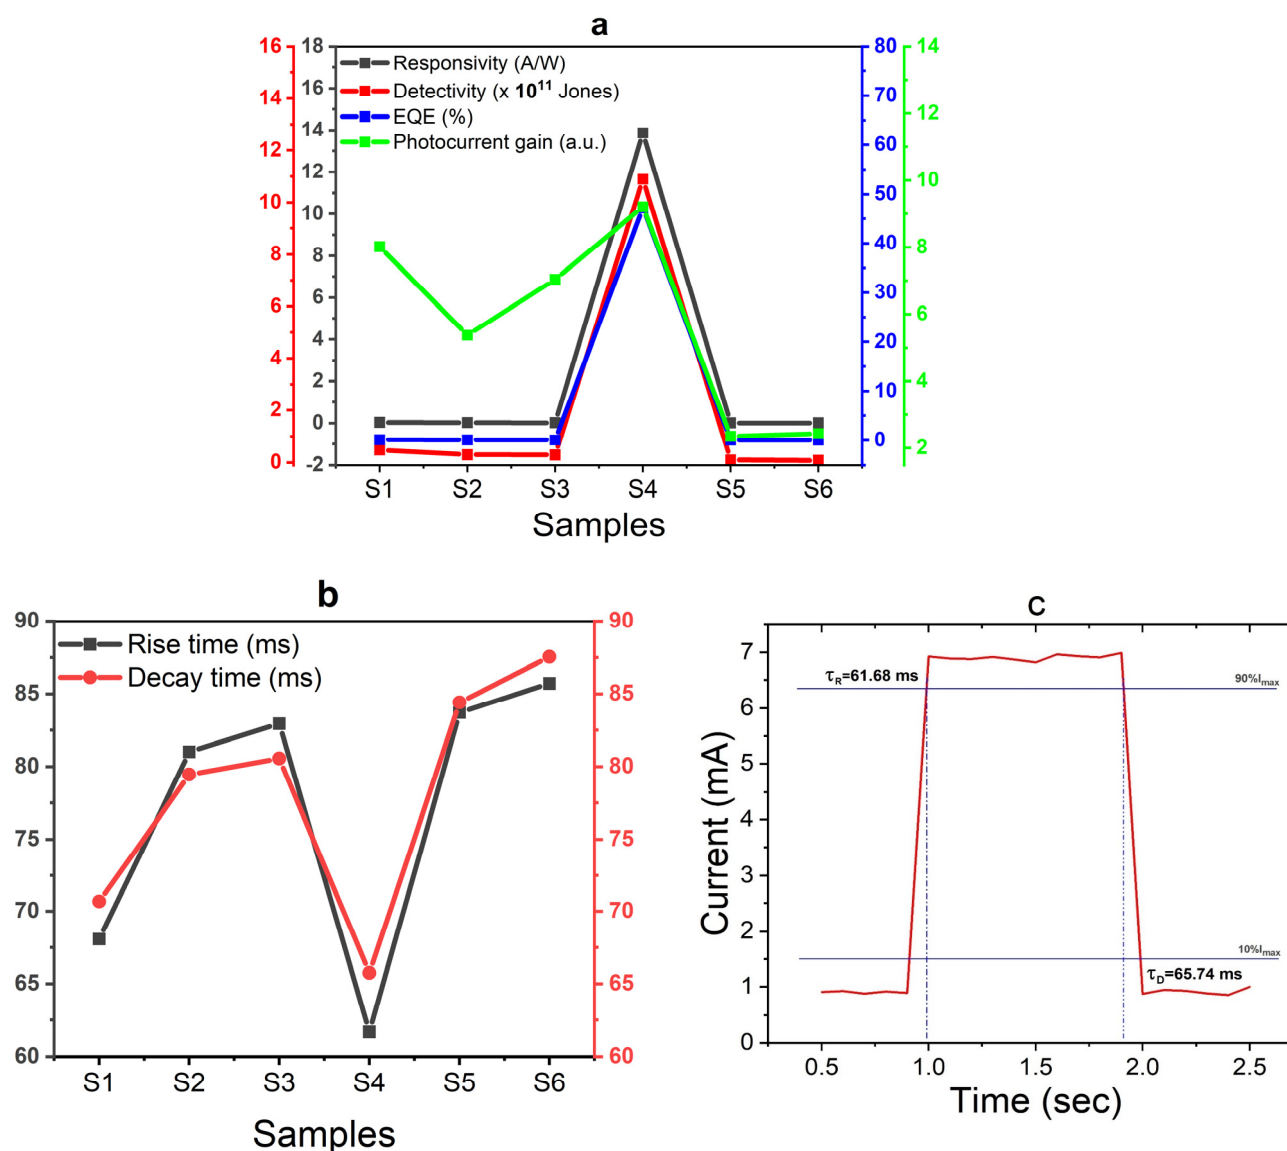 a
16
14
12
10
8
6
4
2
0
18
16
14
12
10
8
6
4
2
0
-2
Responsivity (A/W)
Detectivity (x 10¹¹ Jones)
EQE (%)
Photocurrent gain (a.u.)
80
70
60
50
40
30
20
10
0
14
12
10
8
6
4
2
S1 S2 S3 S4 S5 S6
Samples
b
90
85
80
75
70
65
60
Rise time (ms)
Decay time (ms)
90
85
80
75
70
65
60
S1 S2 S3 S4 S5 S6
Samples
c
Current (mA)
7
6
5
4
3
2
1
0
τR=61.68 ms
90%Imax
10%Imax
τD=65.74 ms
0.5 1.0 1.5 2.0 2.5
Time (sec)